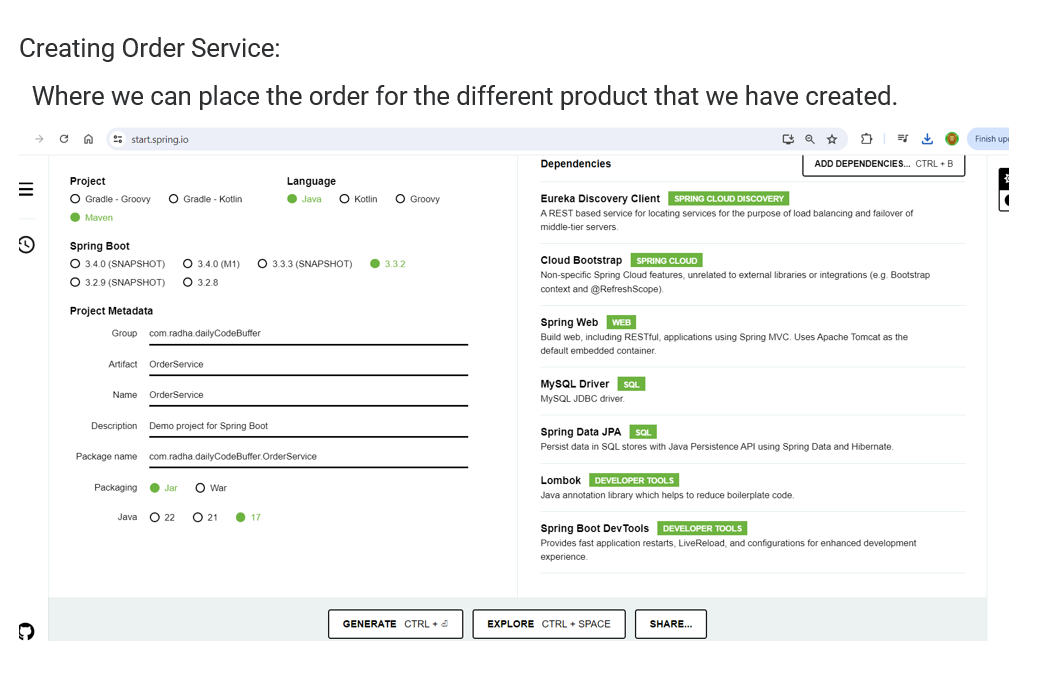 Creating Order Service:
Where we can place the order for the different product that we have created.
start.spring.io
Finish
Project
Gradle - Groovy
Gradle - Kotlin
Maven
Language
Java
Kotlin
Groovy
Spring Boot
3.4.0 (SNAPSHOT)
3.4.0 (M1)
3.3.3 (SNAPSHOT)
3.3.2
3.2.9 (SNAPSHOT)
3.2.8
Project Metadata
Group com.radha.dailyCodeBuffer
Artifact OrderService
Name OrderService
Description Demo project for Spring Boot
Package name com.radha.dailyCodeBuffer.OrderService
Packaging Jar War
Java 22 21 17
Dependencies
ADD DEPENDENCIES... CTRL + B
Eureka Discovery Client SPRING CLOUD DISCOVERY
A REST based service for locating services for the purpose of load balancing and failover of
middle-tier servers.
Cloud Bootstrap SPRING CLOUD
Non-specific Spring Cloud features, unrelated to external libraries or integrations (e.g. Bootstrap
context and @RefreshScope).
Spring Web WEB
Build web, including RESTful, applications using Spring MVC. Uses Apache Tomcat as the
default embedded container.
MySQL Driver SQL
MySQL JDBC driver.
Spring Data JPA SQL
Persist data in SQL stores with Java Persistence API using Spring Data and Hibernate.
Lombok DEVELOPER TOOLS
Java annotation library which helps to reduce boilerplate code.
Spring Boot DevTools DEVELOPER TOOLS
Provides fast application restarts, LiveReload, and configurations for enhanced development
experience.
GENERATE CTRL + ⏎
EXPLORE CTRL + SPACE
SHARE...